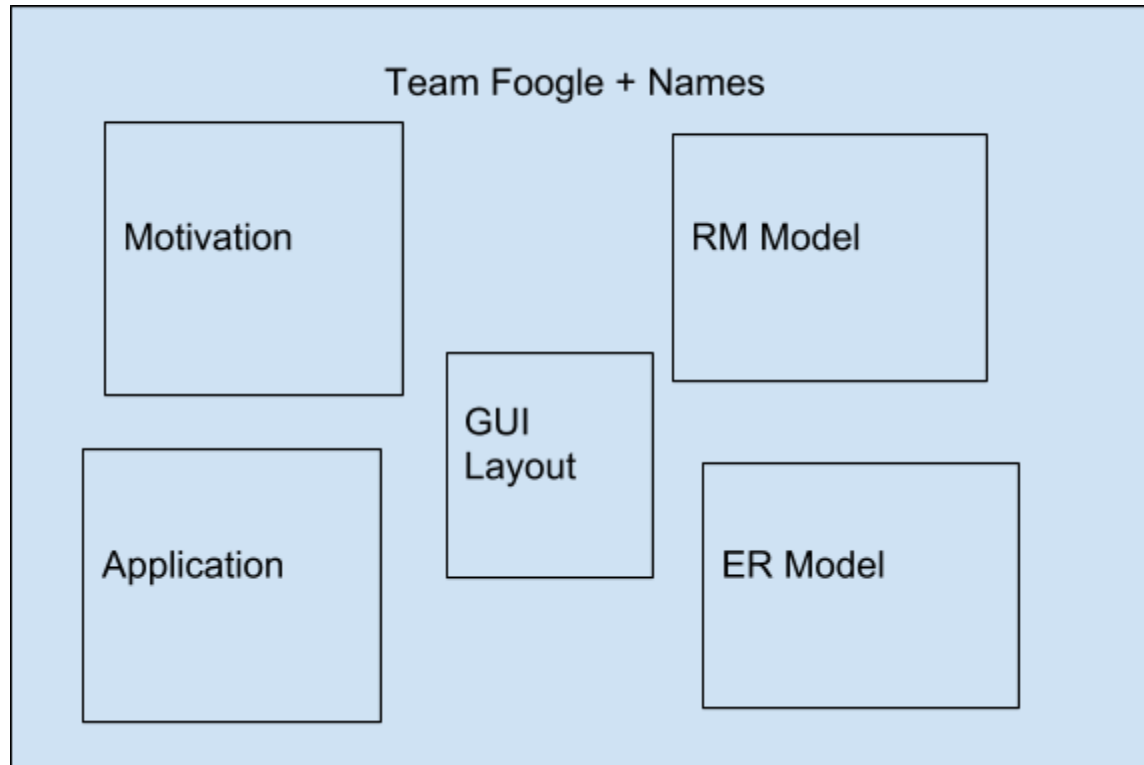 Team Foogle + Names
Motivation
RM Model
GUI
Layout
Application
ER Model